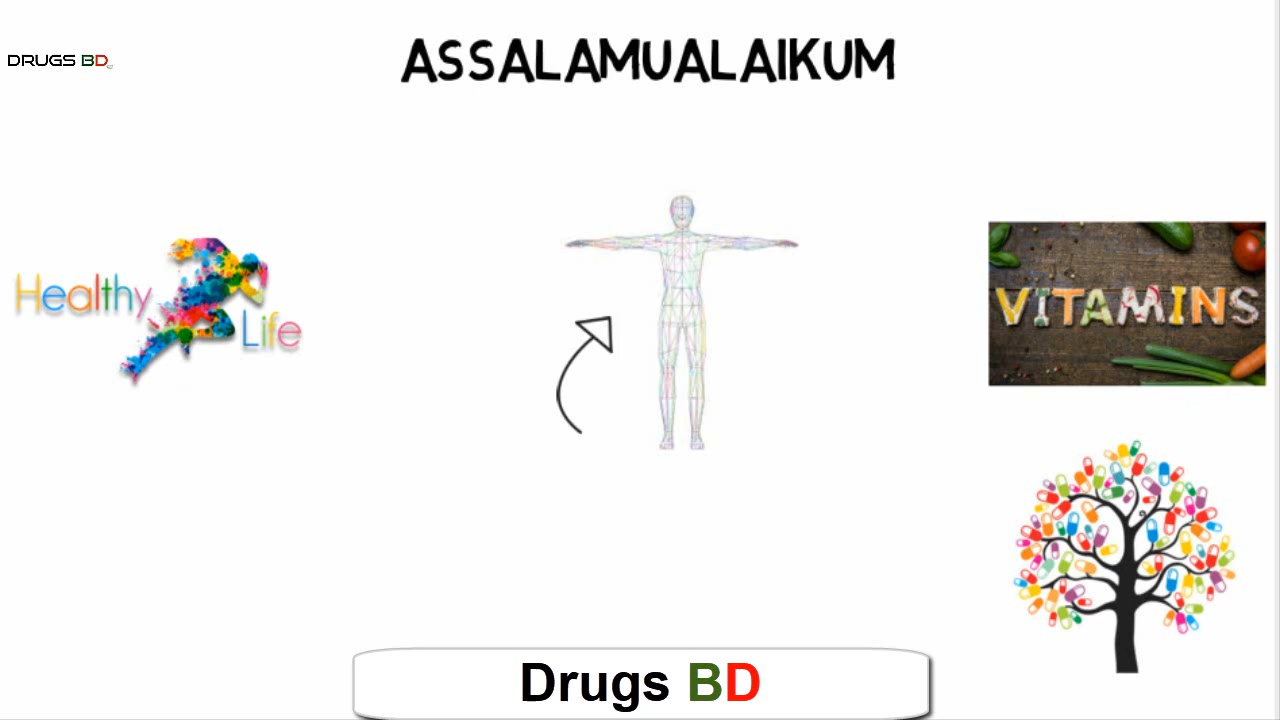 DRUGS BD
ASSALAMUALAIKUM
Healthy
Life
VITAMINS
Drugs BD